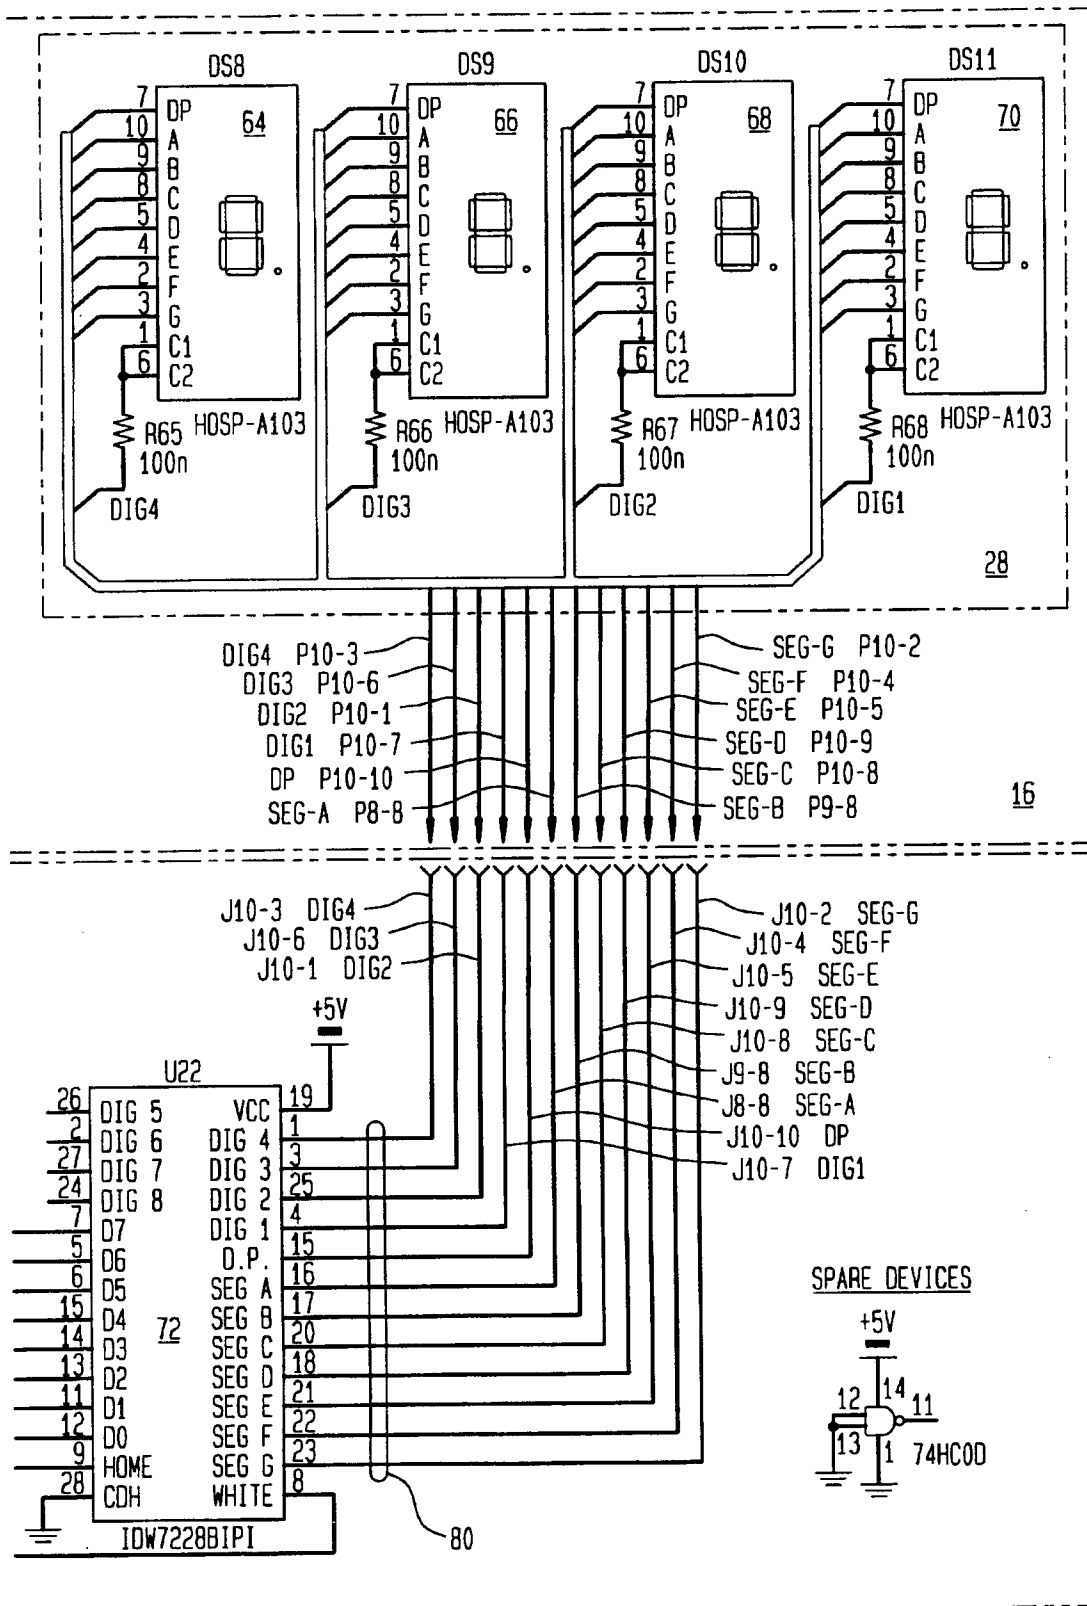 DS8 DS9 DS10 DS11
7 DP 64 7 DP 66 7 DP 68 7 DP 70
10 A 10 A 10 A 10 A
9 B 9 B 9 B 9 B
8 C 8 C 8 C 8 C
5 D 5 D 5 D 5 D
4 E 4 E 4 E 4 E
2 F 2 F 2 F 2 F
3 G 3 G 3 G 3 G
1 C1 1 C1 1 C1 1 C1
6 C2 6 C2 6 C2 6 C2
R65 HOSP-A103 R66 HOSP-A103 R67 HOSP-A103 R68 HOSP-A103
100n 100n 100n 100n
DIG4 DIG3 DIG2 DIG1
28
DIG4 P10-3 SEG-G P10-2
DIG3 P10-6 SEG-F P10-4
DIG2 P10-1 SEG-E P10-5
DIG1 P10-7 SEG-D P10-9
DP P10-10 SEG-C P10-8
SEG-A P8-8 SEG-B P9-8
16
J10-3 DIG4 J10-2 SEG-G
J10-6 DIG3 J10-4 SEG-F
J10-1 DIG2 J10-5 SEG-E
J10-9 SEG-D
J10-8 SEG-C
J9-8 SEG-B
J8-8 SEG-A
J10-10 DP
J10-7 DIG1
+5V
U22
26 DIG 5 VCC 19
2 DIG 6 DIG 4 1
27 DIG 7 DIG 3 3
24 DIG 8 DIG 2 25
7 D7 DIG 1 4
5 D6 D.P. 15
6 D5 SEG A 16
15 D4 72 SEG B 17
14 D3 SEG C 20
13 D2 SEG D 18
11 D1 SEG E 21
12 D0 SEG F 22
9 HOME SEG G 23
28 CDH WHITE 8
IDW7228BIPI
80
SPARE DEVICES
+5V
12 14 11
13 1 74HC0D